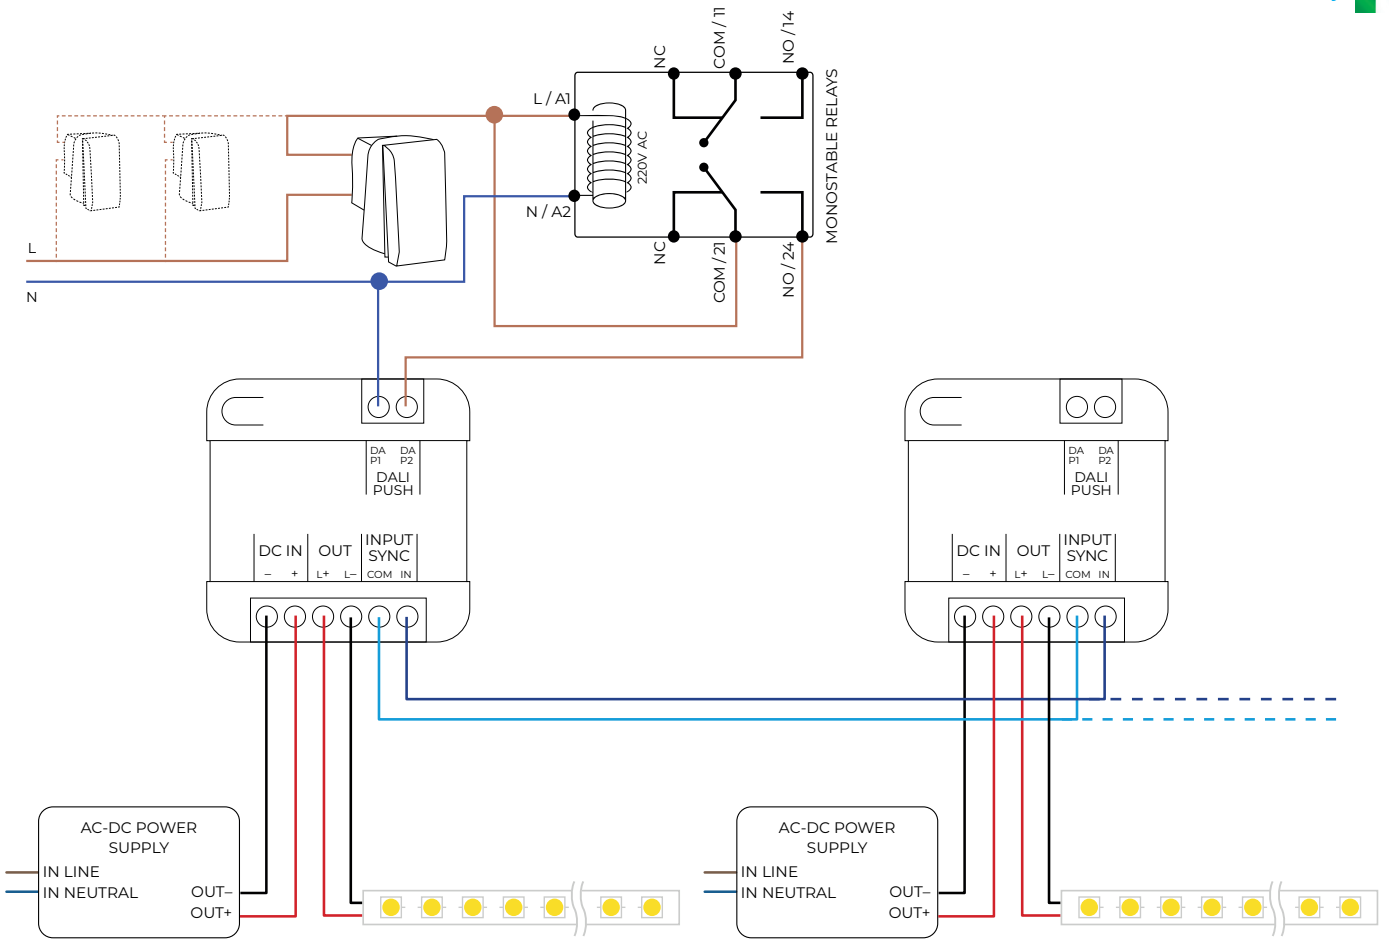 NC
COM / 11
NO / 14
L / A1
220V AC
N / A2
MONOSTABLE RELAYS
NC
COM / 21
NO / 24
L
N
DA DA
P1 P2
DALI
PUSH
DC IN OUT INPUT
SYNC
– + L+ L– COM IN
DA DA
P1 P2
DALI
PUSH
DC IN OUT INPUT
SYNC
– + L+ L– COM IN
AC-DC POWER
SUPPLY
IN LINE
IN NEUTRAL
OUT–
OUT+
AC-DC POWER
SUPPLY
IN LINE
IN NEUTRAL
OUT–
OUT+